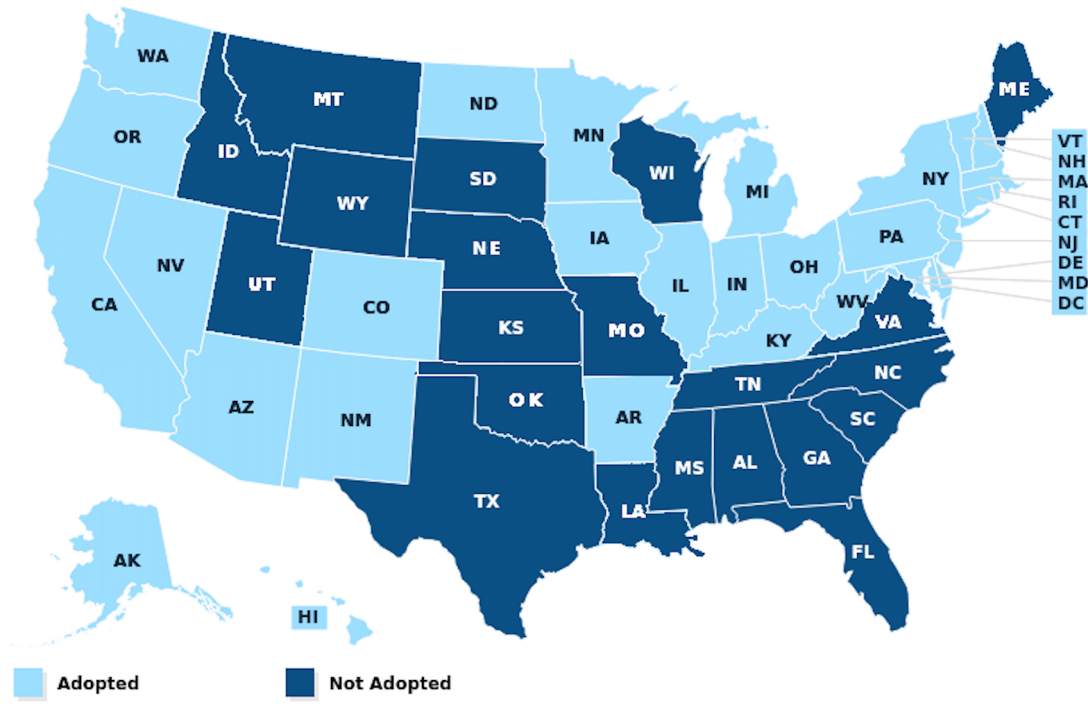 WA
MT
ND
MN
ME
OR
ID
SD
WI
MI
NY
VT
NH
MA
RI
CT
NJ
DE
MD
DC
WY
NE
IA
PA
NV
UT
CO
IL
IN
OH
WV
VA
CA
KS
MO
KY
AZ
NM
OK
AR
TN
NC
SC
TX
LA
MS
AL
GA
FL
AK
HI
Adopted
Not Adopted